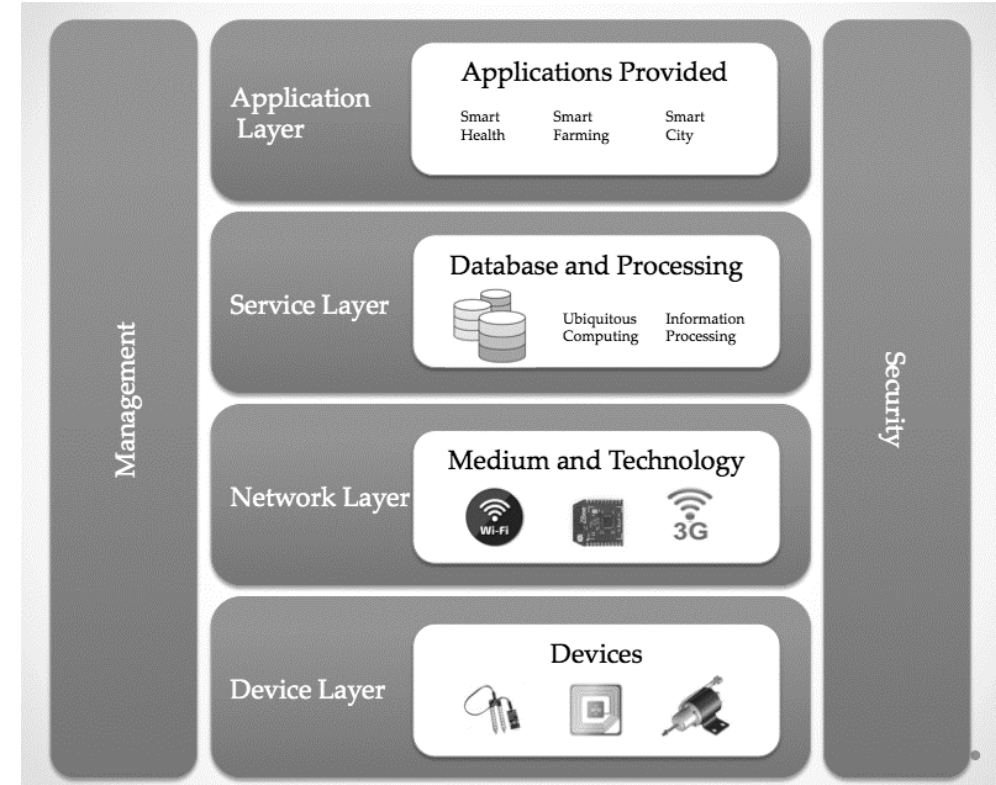 Management
Application
Layer
Applications Provided
Smart
Health
Smart
Farming
Smart
City
Service Layer
Database and Processing
Ubiquitous
Computing
Information
Processing
Network Layer
Medium and Technology
Wi-Fi
3G
Device Layer
Devices
Security